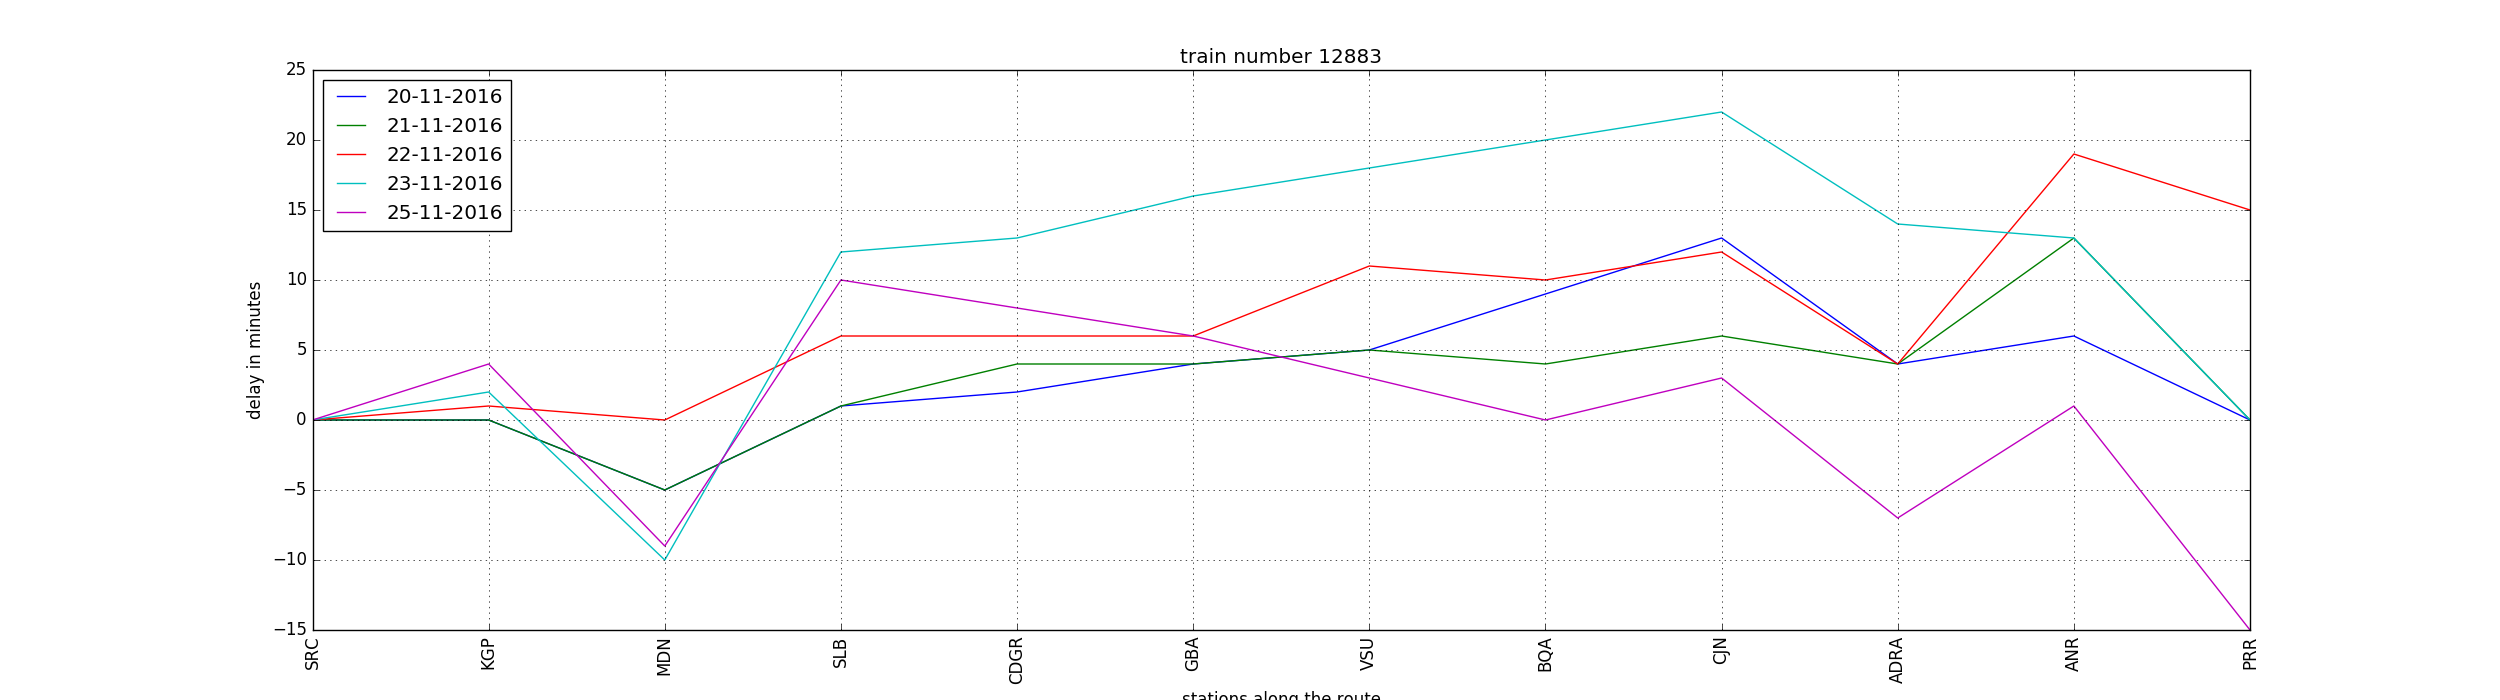 train number 12883
25
20
15
10
5
0
−5
−10
−15
delay in minutes
20-11-2016
21-11-2016
22-11-2016
23-11-2016
25-11-2016
SRC
KGP
MDN
SLB
CDGR
GBA
VSU
BQA
CJN
ADRA
ANR
PRR
stations along the route